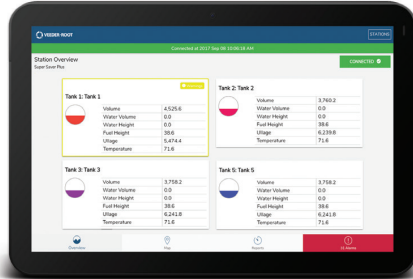 VEEDER-ROOT
STATIONS
Connected at 2017 Sep 08 10:08:18 AM
Station Overview
Super Saver Plus
CONNECTED
Tank 1: Tank 1
Volume 4,525.6
Water Volume 0.0
Water Height 0.0
Fuel Height 38.6
Ullage 5,474.4
Temperature 71.6
Tank 2: Tank 2
Volume 3,760.2
Water Volume 0.0
Water Height 0.0
Fuel Height 38.6
Ullage 6,239.8
Temperature 71.6
Tank 3: Tank 3
Volume 3,758.2
Water Volume 0.0
Water Height 0.0
Fuel Height 38.6
Ullage 6,241.8
Temperature 71.6
Tank 5: Tank 5
Volume 3,758.2
Water Volume 0.0
Water Height 0.0
Fuel Height 38.6
Ullage 6,241.8
Temperature 71.6
Overview
Map
Reports
Alarms